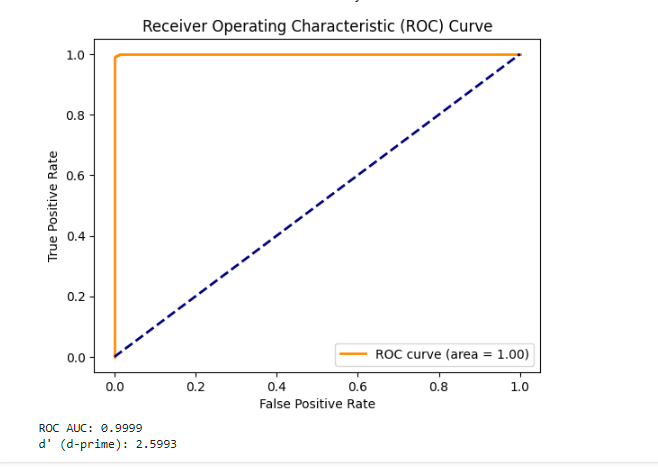 Receiver Operating Characteristic (ROC) Curve
1.0
0.8
0.6
0.4
0.2
0.0
True Positive Rate
ROC curve (area = 1.00)
0.0 0.2 0.4 0.6 0.8 1.0
False Positive Rate
ROC AUC: 0.9999
d' (d-prime): 2.5993